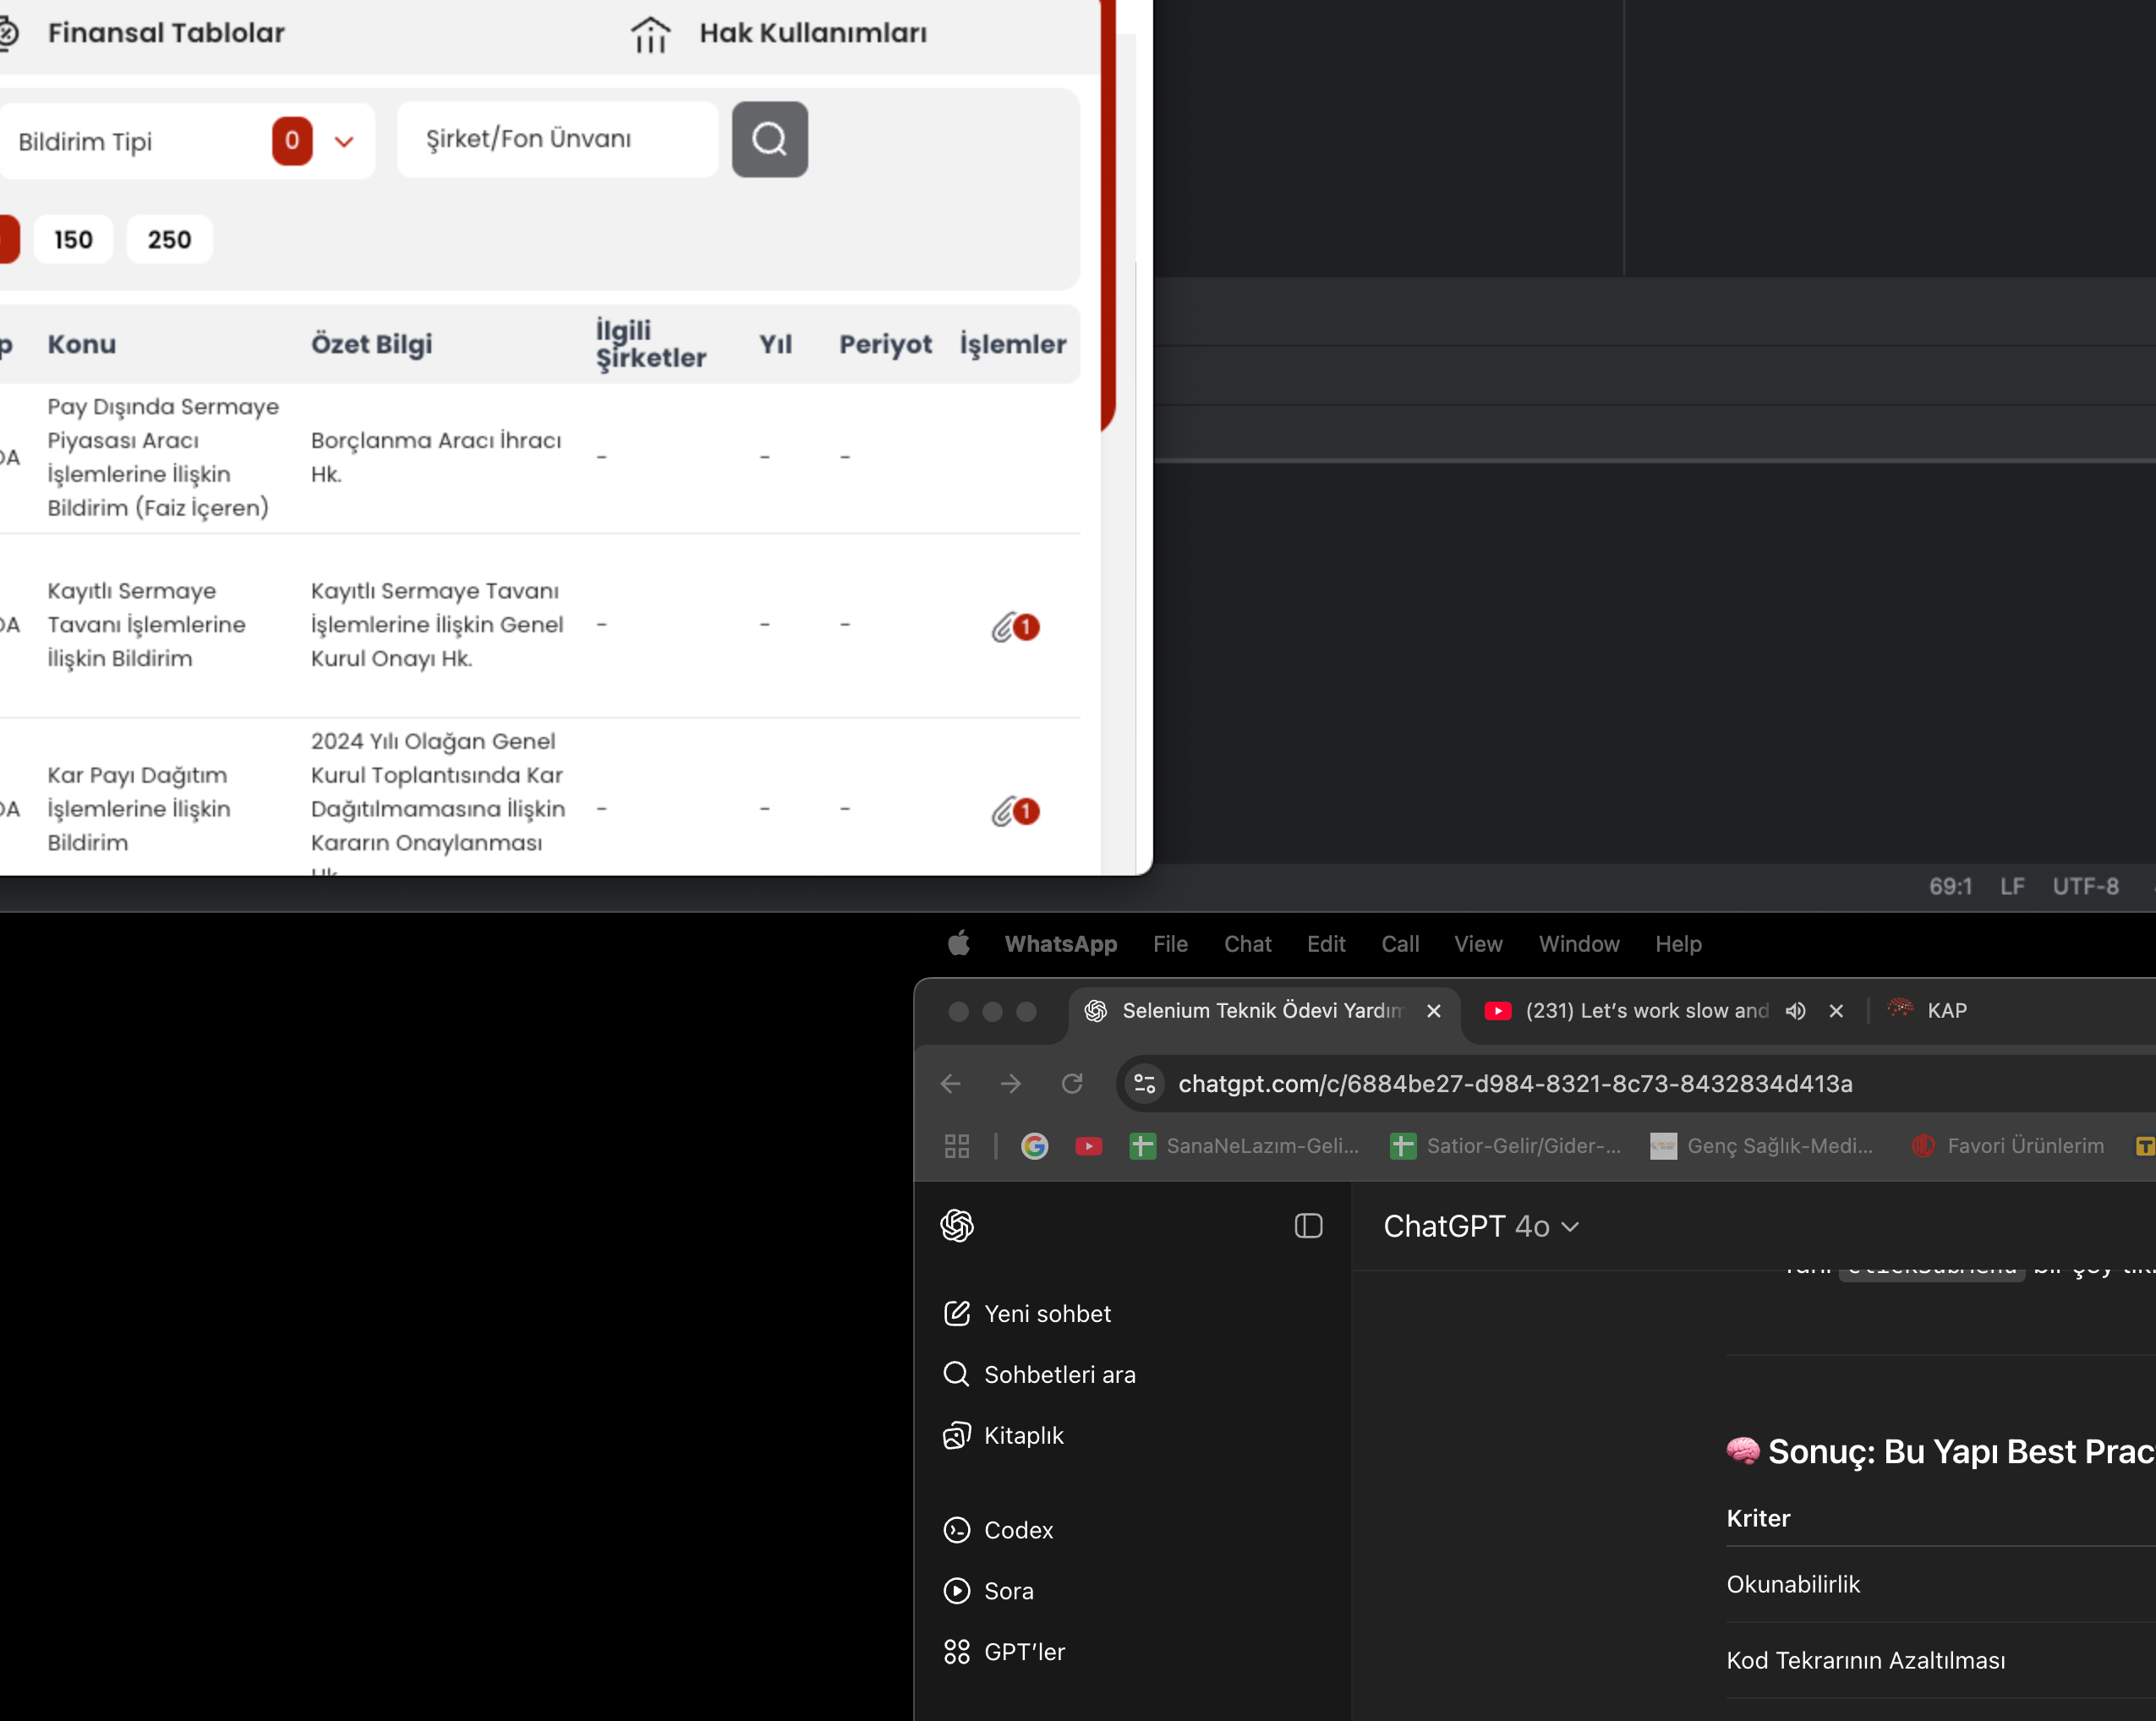 Finansal Tablolar
Hak Kullanımları
Bildirim Tipi
0
Şirket/Fon Ünvanı
150
250
Konu
Özet Bilgi
İlgili
Şirketler
Yıl
Periyot
İşlemler
Pay Dışında Sermaye
Piyasası Aracı
İşlemlerine İlişkin
Bildirim (Faiz İçeren)
Borçlanma Aracı İhracı
Hk.
-
-
-
Kayıtlı Sermaye
Tavanı İşlemlerine
İlişkin Bildirim
Kayıtlı Sermaye Tavanı
İşlemlerine İlişkin Genel
Kurul Onayı Hk.
-
-
-
1
Kar Payı Dağıtım
İşlemlerine İlişkin
Bildirim
2024 Yılı Olağan Genel
Kurul Toplantısında Kar
Dağıtılmamasına İlişkin
Kararın Onaylanması
Hk.
-
-
-
1
69:1 LF UTF-8
WhatsApp File Chat Edit Call View Window Help
Selenium Teknik Ödevi Yardım
(231) Let's work slow and
KAP
chatgpt.com/c/6884be27-d984-8321-8c73-8432834d413a
SanaNeLazım-Geli...
Satior-Gelir/Gider-...
Genç Sağlık-Medi...
Favori Ürünlerim
ChatGPT 4o
Yeni sohbet
Sohbetleri ara
Kitaplık
Codex
Sora
GPT'ler
🧠 Sonuç: Bu Yapı Best Prac
Kriter
Okunabilirlik
Kod Tekrarının Azaltılması